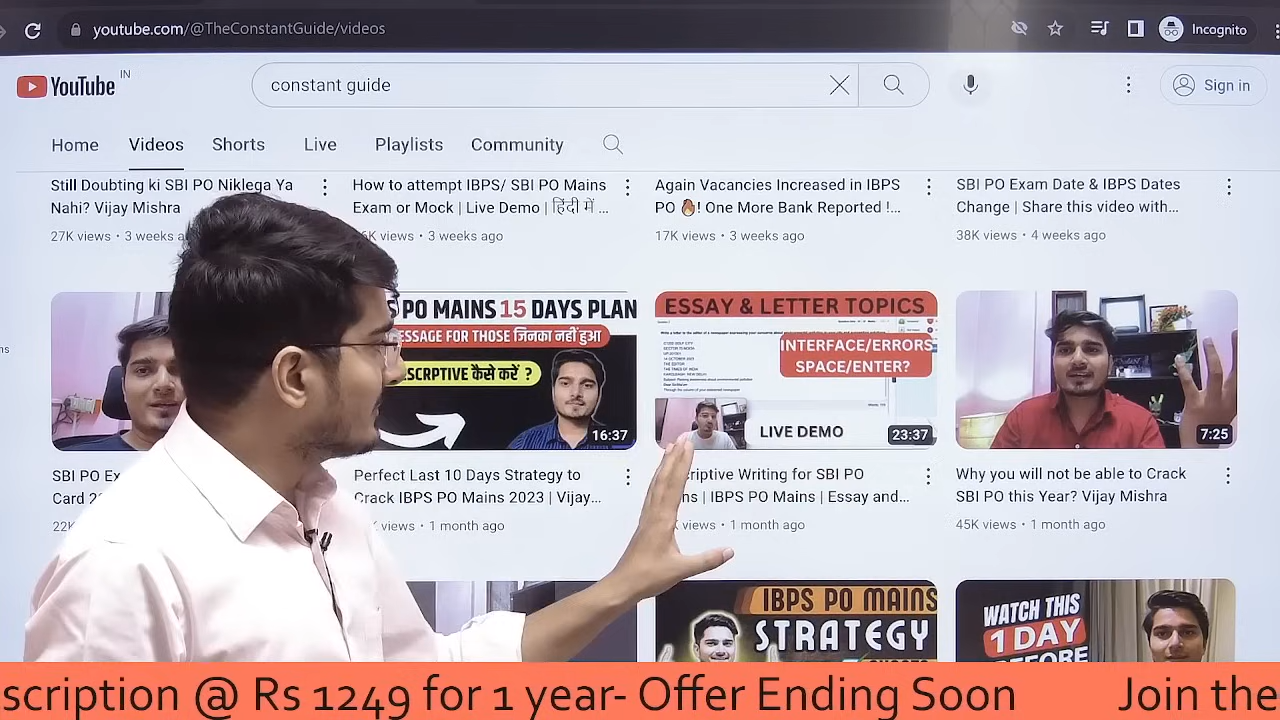 youtube.com/@TheConstantGuide/videos
Incognito
YouTube IN
constant guide
Sign in
Home Videos Shorts Live Playlists Community
Still Doubting ki SBI PO Niklega Ya
Nahi? Vijay Mishra
27K views • 3 weeks
How to attempt IBPS/ SBI PO Mains
Exam or Mock | Live Demo | हिंदी में ...
views • 3 weeks ago
Again Vacancies Increased in IBPS
PO 🔥! One More Bank Reported !...
17K views • 3 weeks ago
SBI PO Exam Date & IBPS Dates
Change | Share this video with...
38K views • 4 weeks ago
PO MAINS 15 DAYS PLAN
ESSAGE FOR THOSE जिनका नहीं हुआ
SCRPTIVE कैसे करें ?
16:37
ESSAY & LETTER TOPICS
INTERFACE/ERRORS
SPACE/ENTER?
LIVE DEMO
23:37
7:25
SBI PO Ex
Card 2
22K
Perfect Last 10 Days Strategy to
Crack IBPS PO Mains 2023 | Vijay...
views • 1 month ago
riptive Writing for SBI PO
ns | IBPS PO Mains | Essay and...
views • 1 month ago
Why you will not be able to Crack
SBI PO this Year? Vijay Mishra
45K views • 1 month ago
IBPS PO MAINS
STRATEGY
WATCH THIS
1 DAY
BEFORE
scription @ Rs 1249 for 1 year- Offer Ending Soon Join the